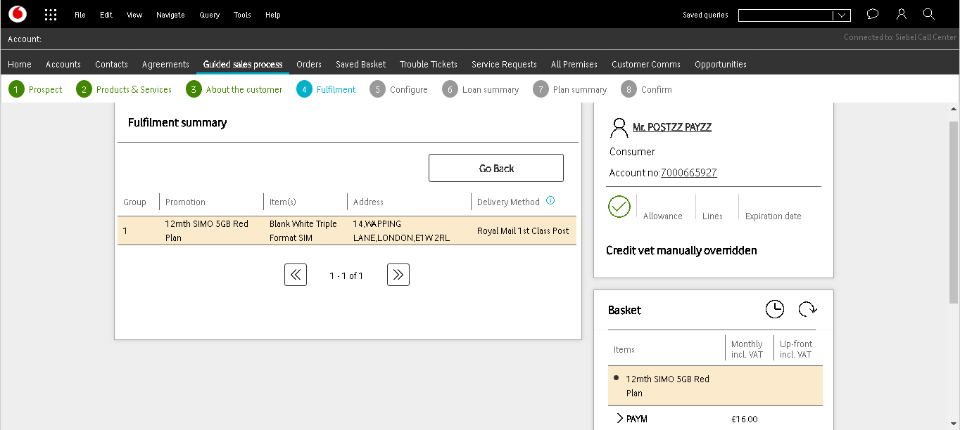 File Edit View Navigate Query Tools Help Saved queries
Account: Connected to: Siebel Call Center
Home Accounts Contacts Agreements Guided sales process Orders Saved Basket Trouble Tickets Service Requests All Premises Customer Comms Opportunities
1 Prospect 2 Products & Services 3 About the customer 4 Fulfilment 5 Configure 6 Loan summary 7 Plan summary 8 Confirm
Fulfilment summary
Go Back
Group Promotion Item(s) Address Delivery Method
1 12mth SIMO 5GB Red Plan Blank White Triple Format SIM 14,WAPPING LANE,LONDON,E1W 2RL Royal Mail 1st Class Post
1 - 1 of 1
Mr. POSTZZ PAYZZ
Consumer
Account no:7000665927
Allowance Lines Expiration date
Credit vet manually overridden
Basket
Items Monthly incl. VAT Up-front incl. VAT
12mth SIMO 5GB Red
Plan
PAYM £16.00